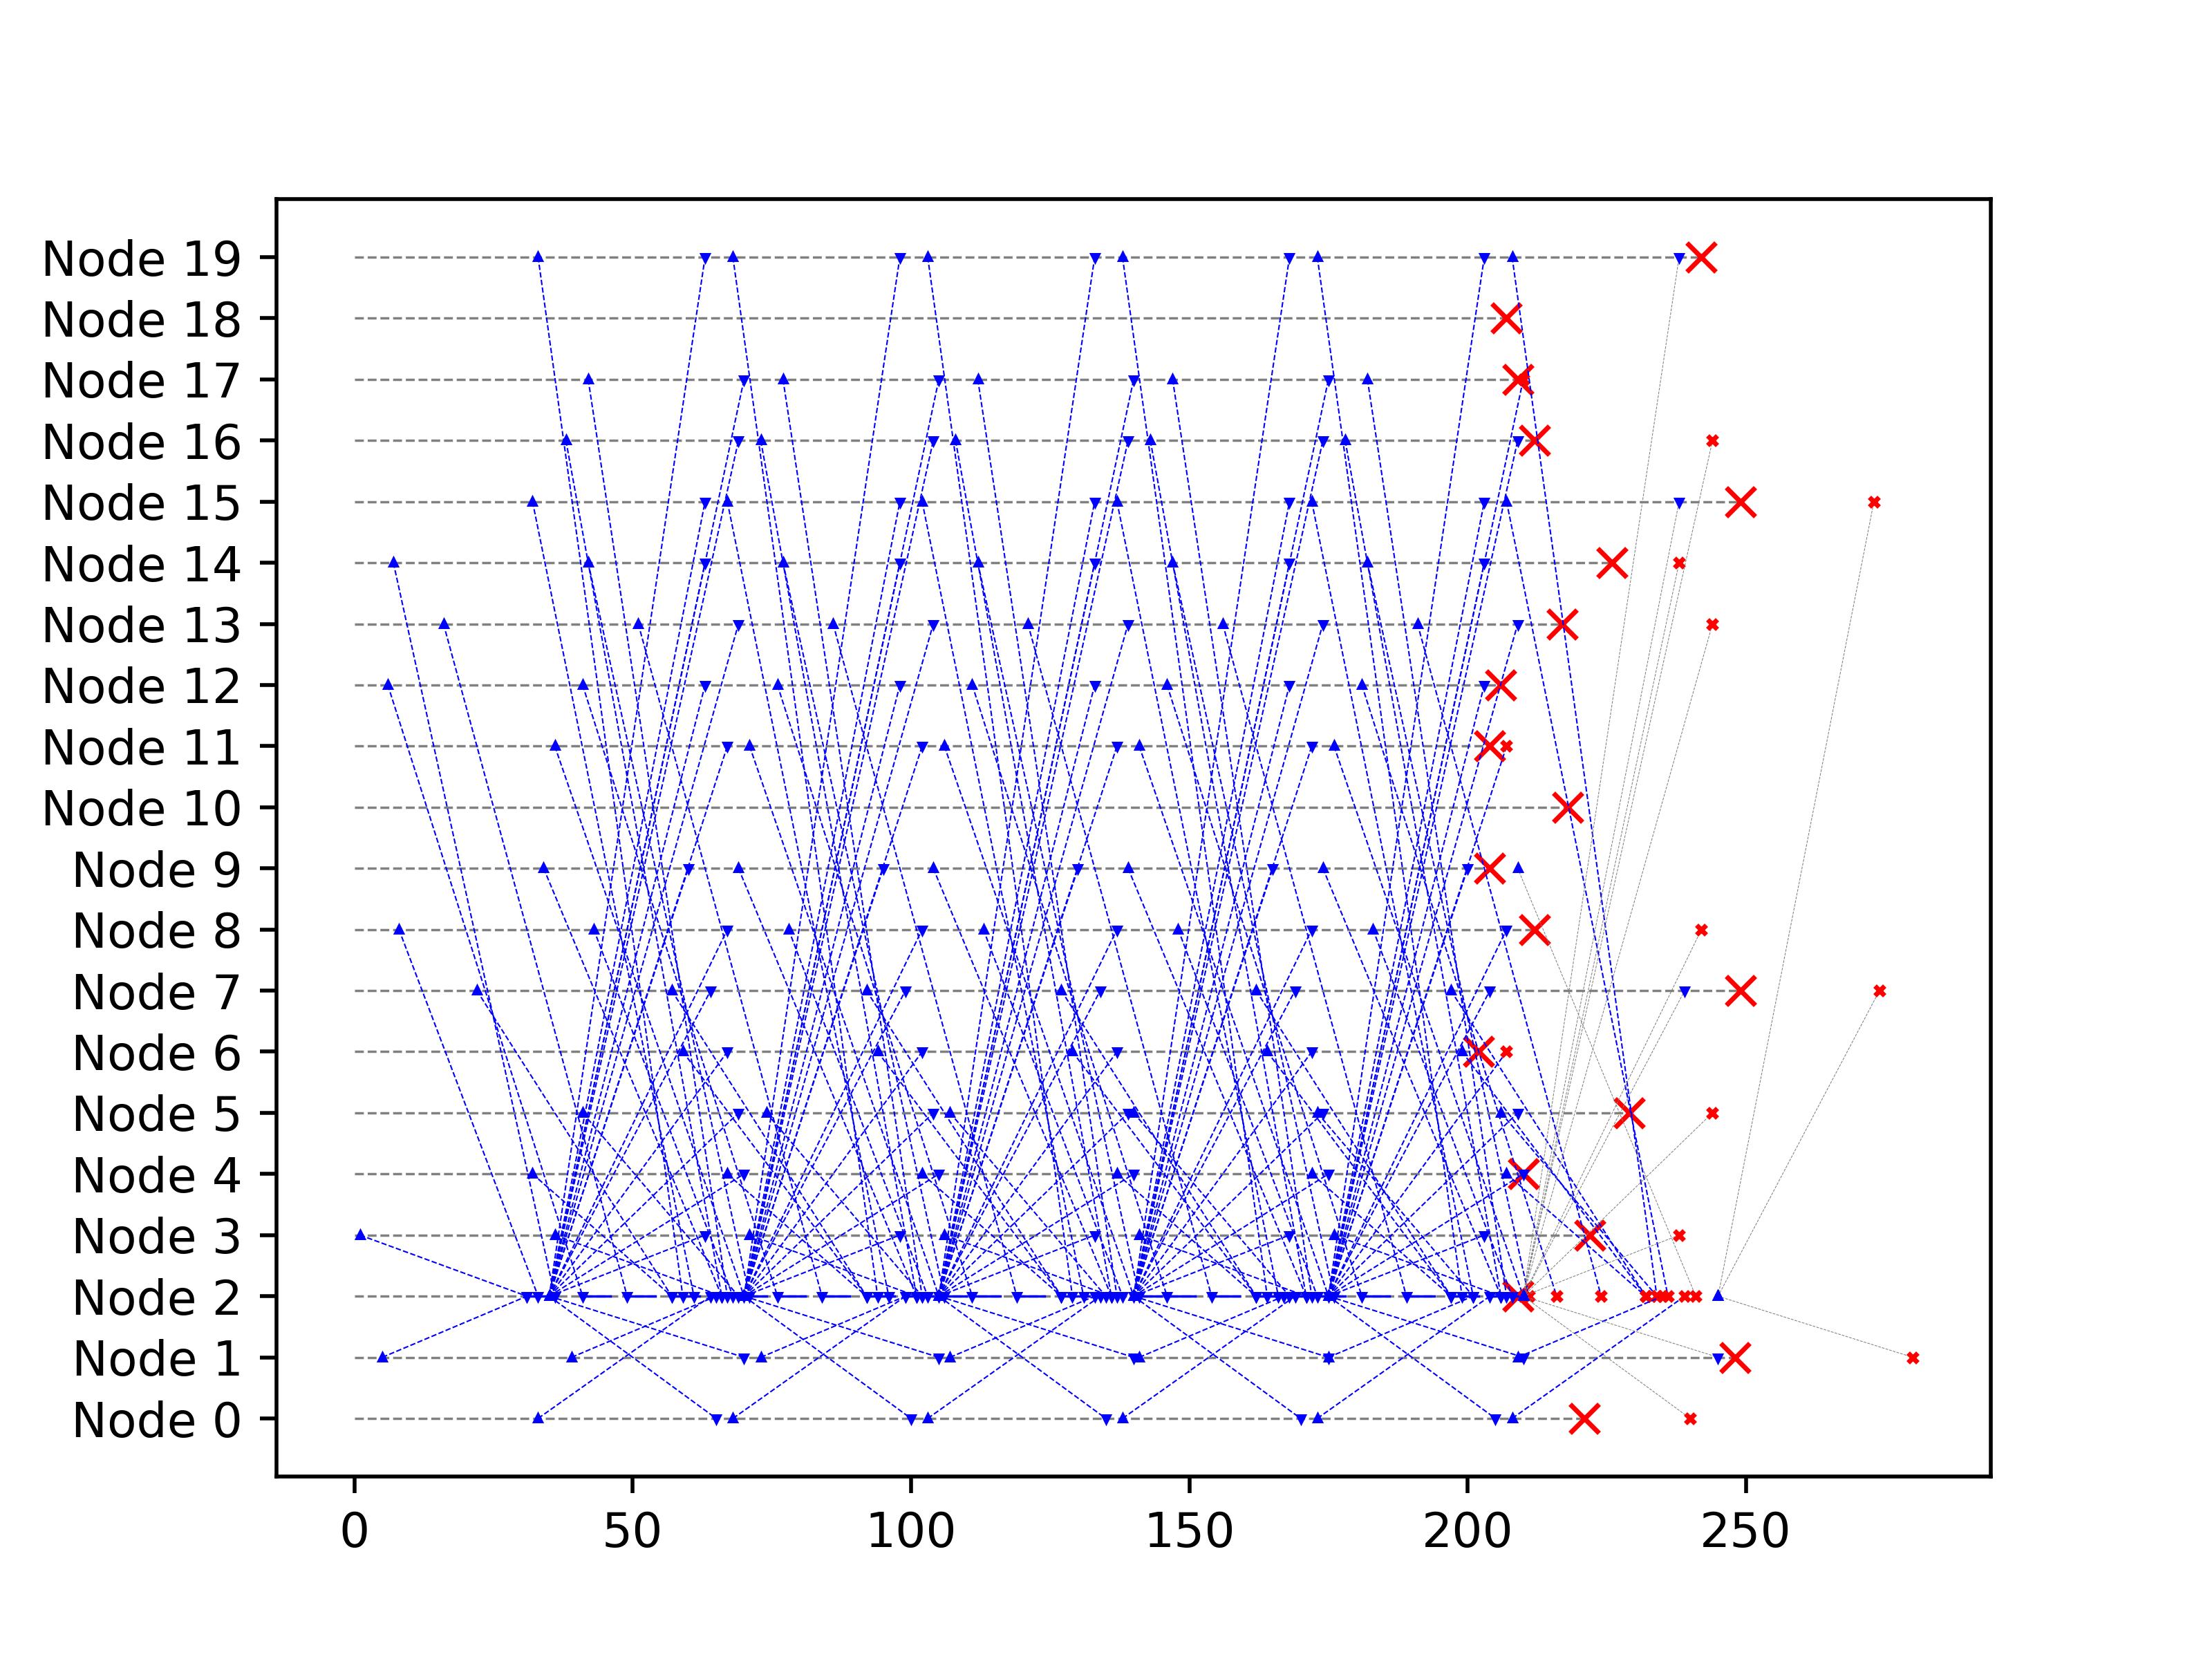 Node 19
Node 18
Node 17
Node 16
Node 15
Node 14
Node 13
Node 12
Node 11
Node 10
Node 9
Node 8
Node 7
Node 6
Node 5
Node 4
Node 3
Node 2
Node 1
Node 0
0 50 100 150 200 250